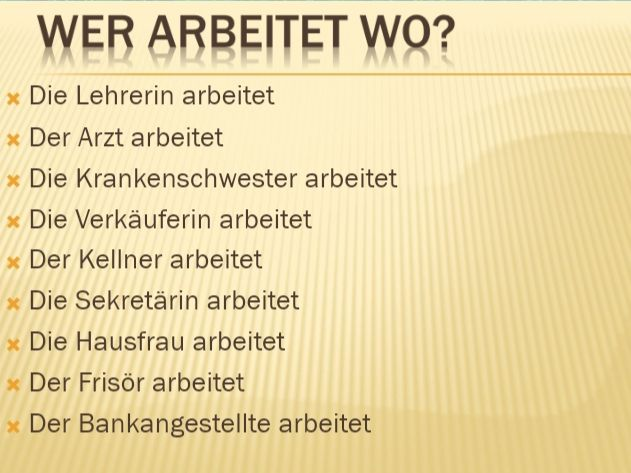 WER ARBEITET WO?
Die Lehrerin arbeitet
Der Arzt arbeitet
Die Krankenschwester arbeitet
Die Verkäuferin arbeitet
Der Kellner arbeitet
Die Sekretärin arbeitet
Die Hausfrau arbeitet
Der Frisör arbeitet
Der Bankangestellte arbeitet